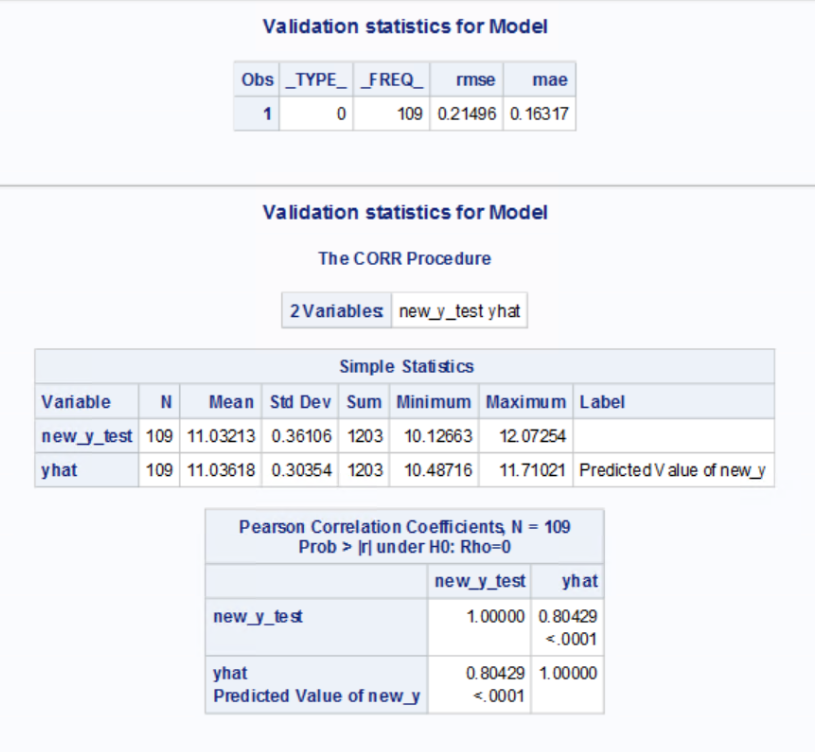 Validation statistics for Model
Obs _TYPE_ _FREQ_ rmse mae
1 0 109 0.21496 0.16317
Validation statistics for Model
The CORR Procedure
2 Variables: new_y_test yhat
Simple Statistics
Variable N Mean Std Dev Sum Minimum Maximum Label
new_y_test 109 11.03213 0.36106 1203 10.12663 12.07254
yhat 109 11.03618 0.30354 1203 10.48716 11.71021 Predicted Value of new_y
Pearson Correlation Coefficients, N = 109
Prob > |r| under H0: Rho=0
new_y_test yhat
new_y_test 1.00000 0.80429
<.0001
yhat 0.80429 1.00000
Predicted Value of new_y <.0001